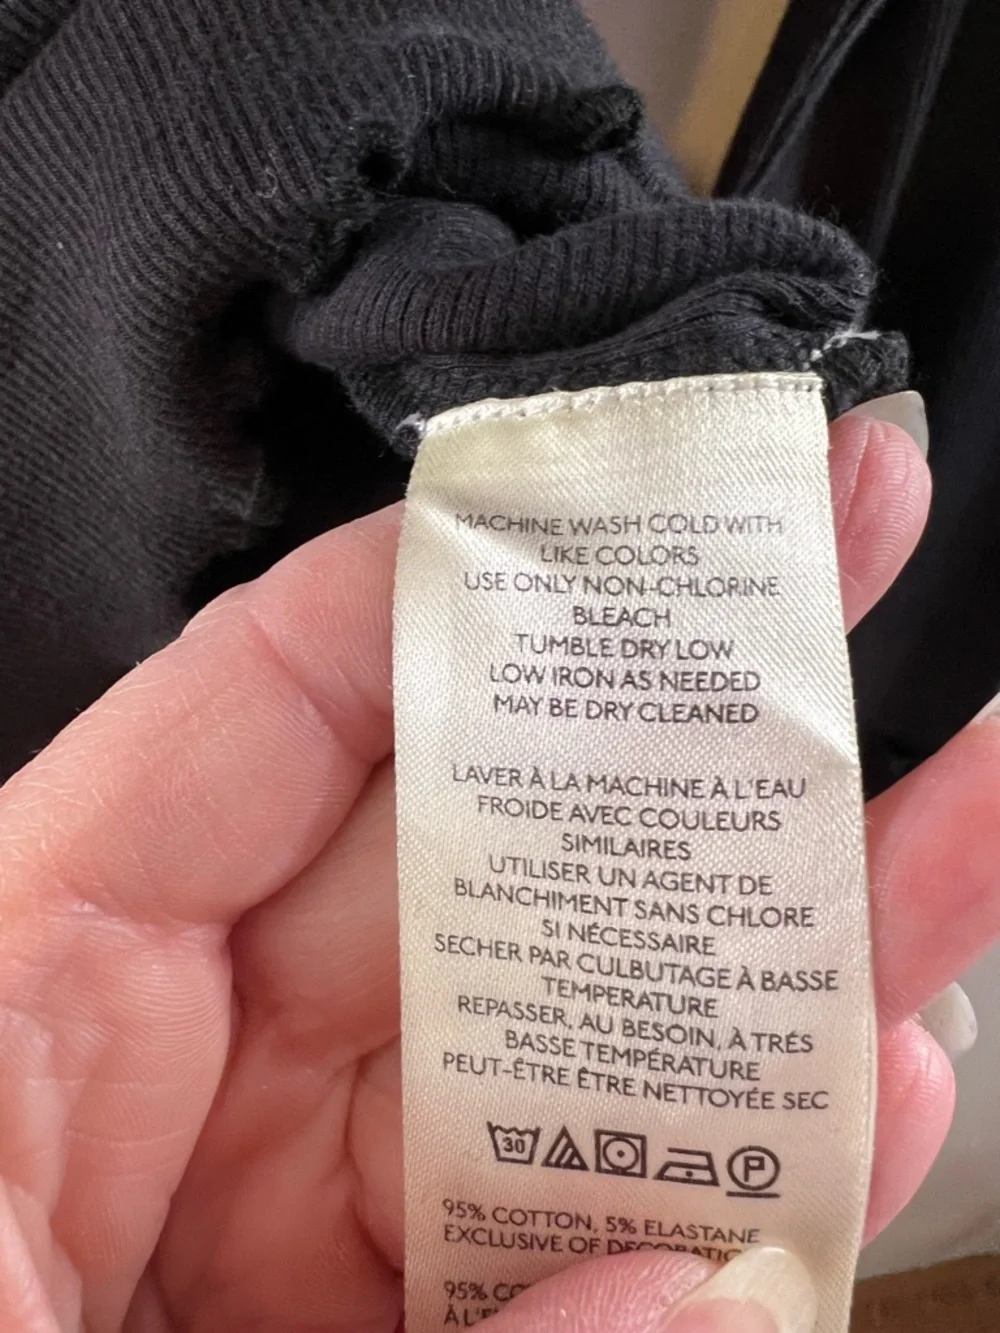 MACHINE WASH COLD WITH
LIKE COLORS
USE ONLY NON-CHLORINE
BLEACH
TUMBLE DRY LOW
LOW IRON AS NEEDED
MAY BE DRY CLEANED
LAVER À LA MACHINE À L'EAU
FROIDE AVEC COULEURS
SIMILAIRES
UTILISER UN AGENT DE
BLANCHIMENT SANS CHLORE
SI NÉCESSAIRE
SECHER PAR CULBUTAGE À BASSE
TEMPERATURE
REPASSER, AU BESOIN, À TRÉS
BASSE TEMPÉRATURE
PEUT-ÊTRE ÊTRE NETTOYÉE SEC
30 P
95% COTTON, 5% ELASTANE
EXCLUSIVE OF
95%